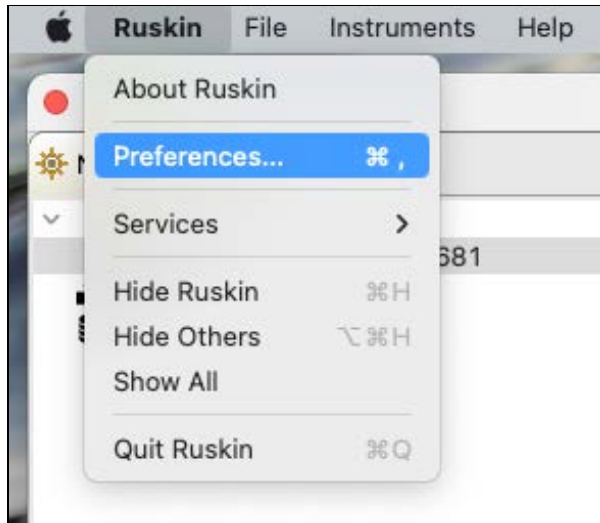 Ruskin File Instruments Help
About Ruskin
Preferences... ⌘ ,
Services >
681
Hide Ruskin ⌘H
Hide Others ⌥⌘H
Show All
Quit Ruskin ⌘Q